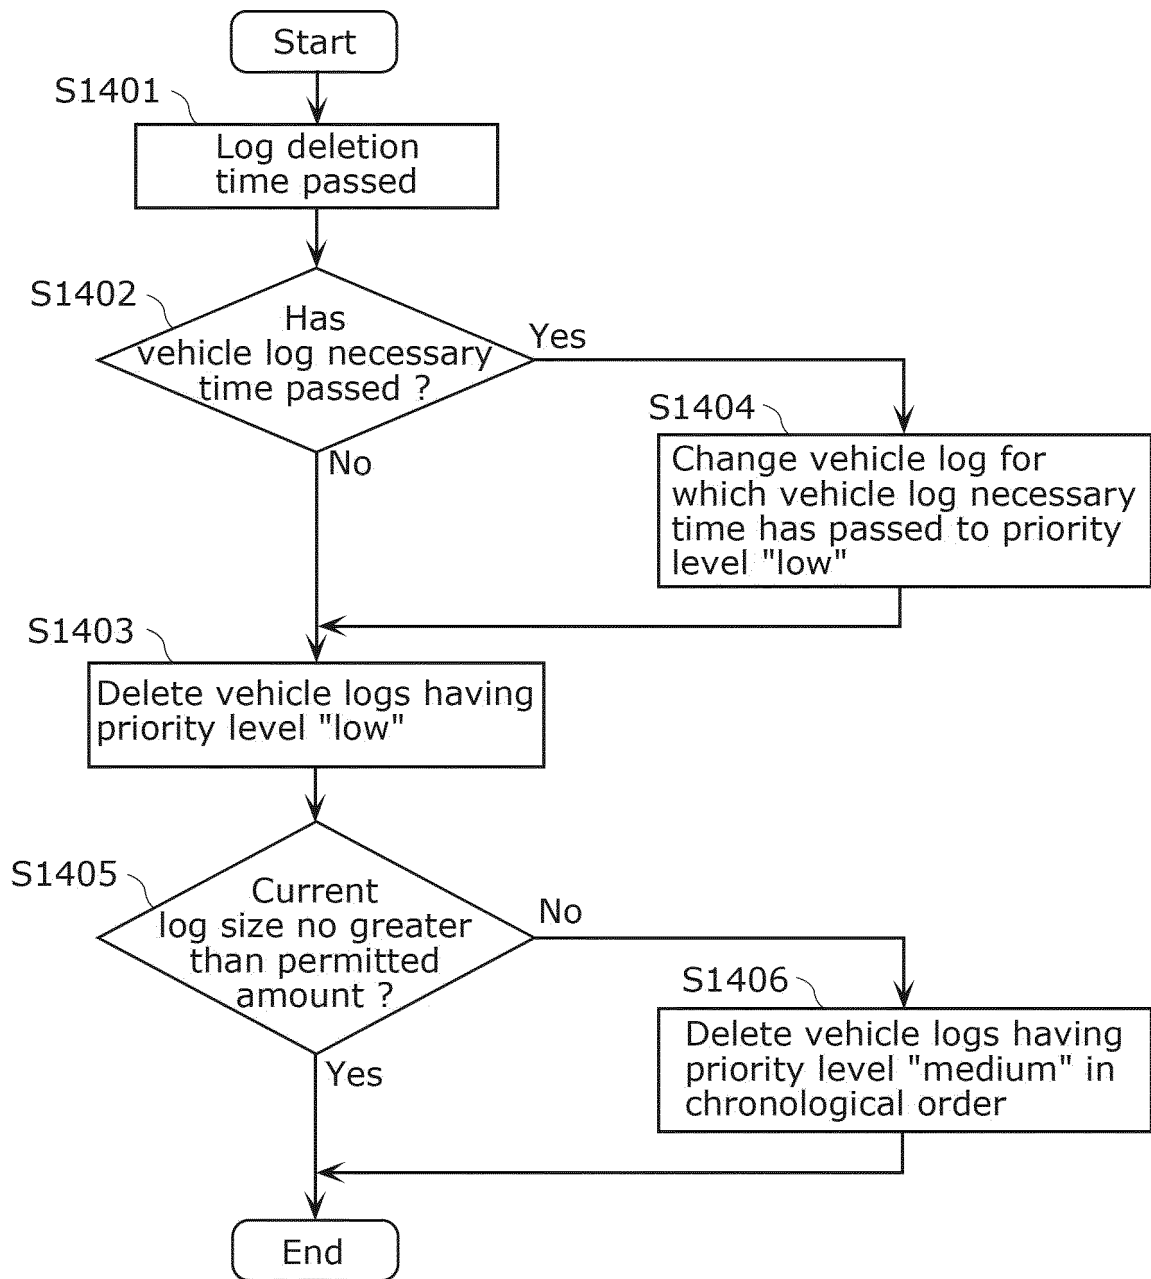 Start
S1401
Log deletion
time passed
S1402
Has
vehicle log necessary
time passed ?
Yes
No
S1404
Change vehicle log for
which vehicle log necessary
time has passed to priority
level "low"
S1403
Delete vehicle logs having
priority level "low"
S1405
Current
log size no greater
than permitted
amount ?
No
Yes
S1406
Delete vehicle logs having
priority level "medium" in
chronological order
End